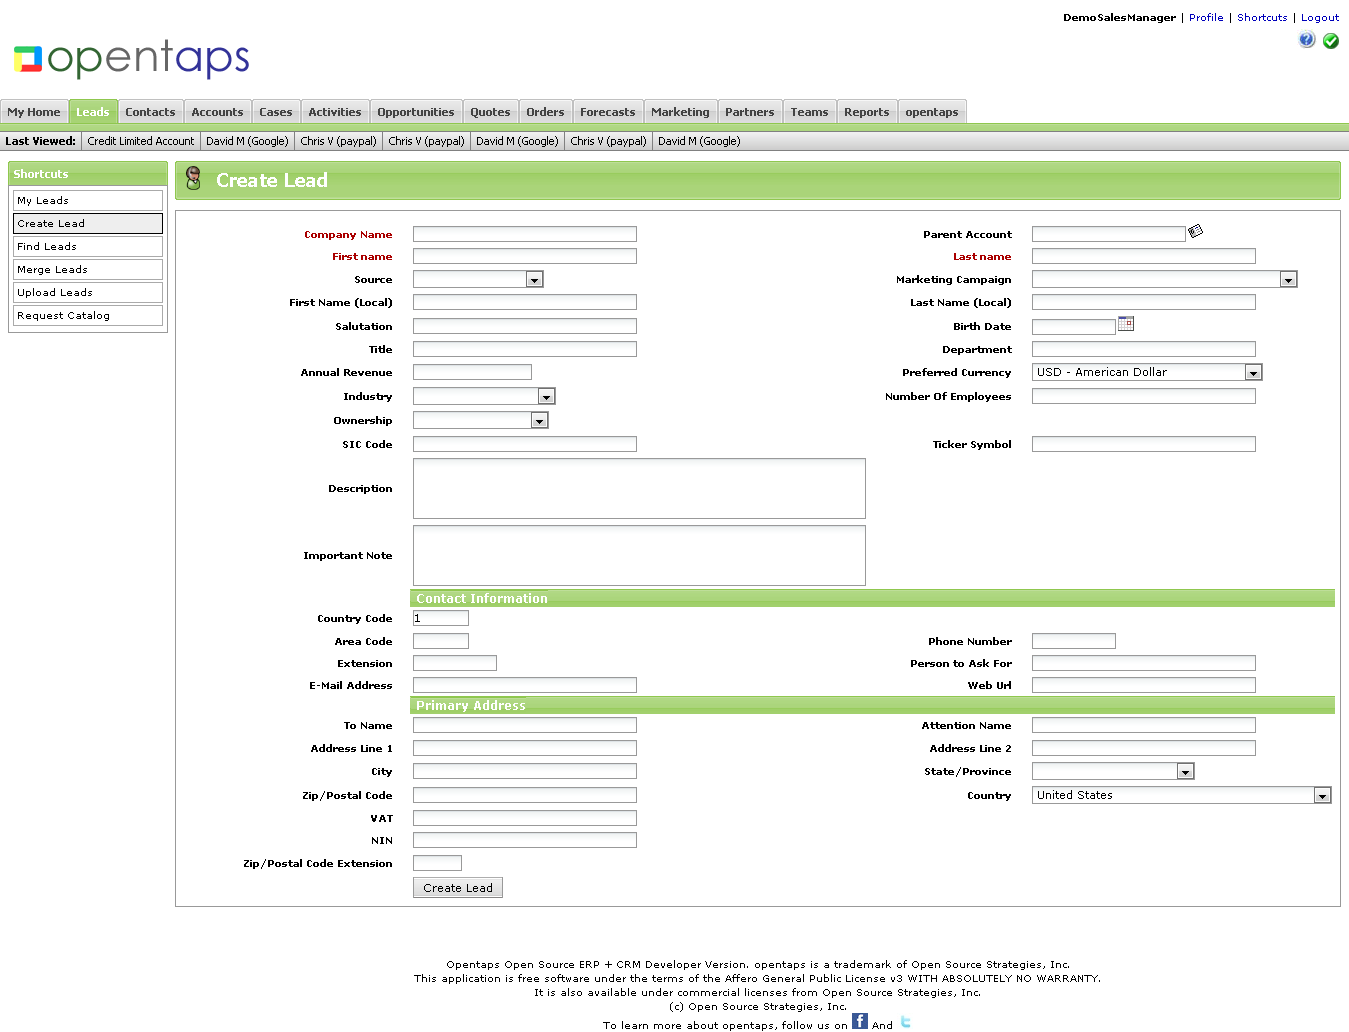 DemoSalesManager | Profile | Shortcuts | Logout
opentaps
My Home Leads Contacts Accounts Cases Activities Opportunities Quotes Orders Forecasts Marketing Partners Teams Reports opentaps
Last Viewed: Credit Limited Account David M (Google) Chris V (paypal) Chris V (paypal) David M (Google) Chris V (paypal) David M (Google)
Shortcuts
My Leads
Create Lead
Find Leads
Merge Leads
Upload Leads
Request Catalog
Create Lead
Company Name Parent Account
First name Last name
Source Marketing Campaign
First Name (Local) Last Name (Local)
Salutation Birth Date
Title Department
Annual Revenue Preferred Currency USD - American Dollar
Industry Number Of Employees
Ownership
SIC Code Ticker Symbol
Description
Important Note
Contact Information
Country Code 1
Area Code Phone Number
Extension Person to Ask For
E-Mail Address Web Url
Primary Address
To Name Attention Name
Address Line 1 Address Line 2
City State/Province
Zip/Postal Code Country United States
VAT
NIN
Zip/Postal Code Extension
Create Lead
Opentaps Open Source ERP + CRM Developer Version. opentaps is a trademark of Open Source Strategies, Inc.
This application is free software under the terms of the Affero General Public License v3 WITH ABSOLUTELY NO WARRANTY.
It is also available under commercial licenses from Open Source Strategies, Inc.
(c) Open Source Strategies, Inc.
To learn more about opentaps, follow us on f And t